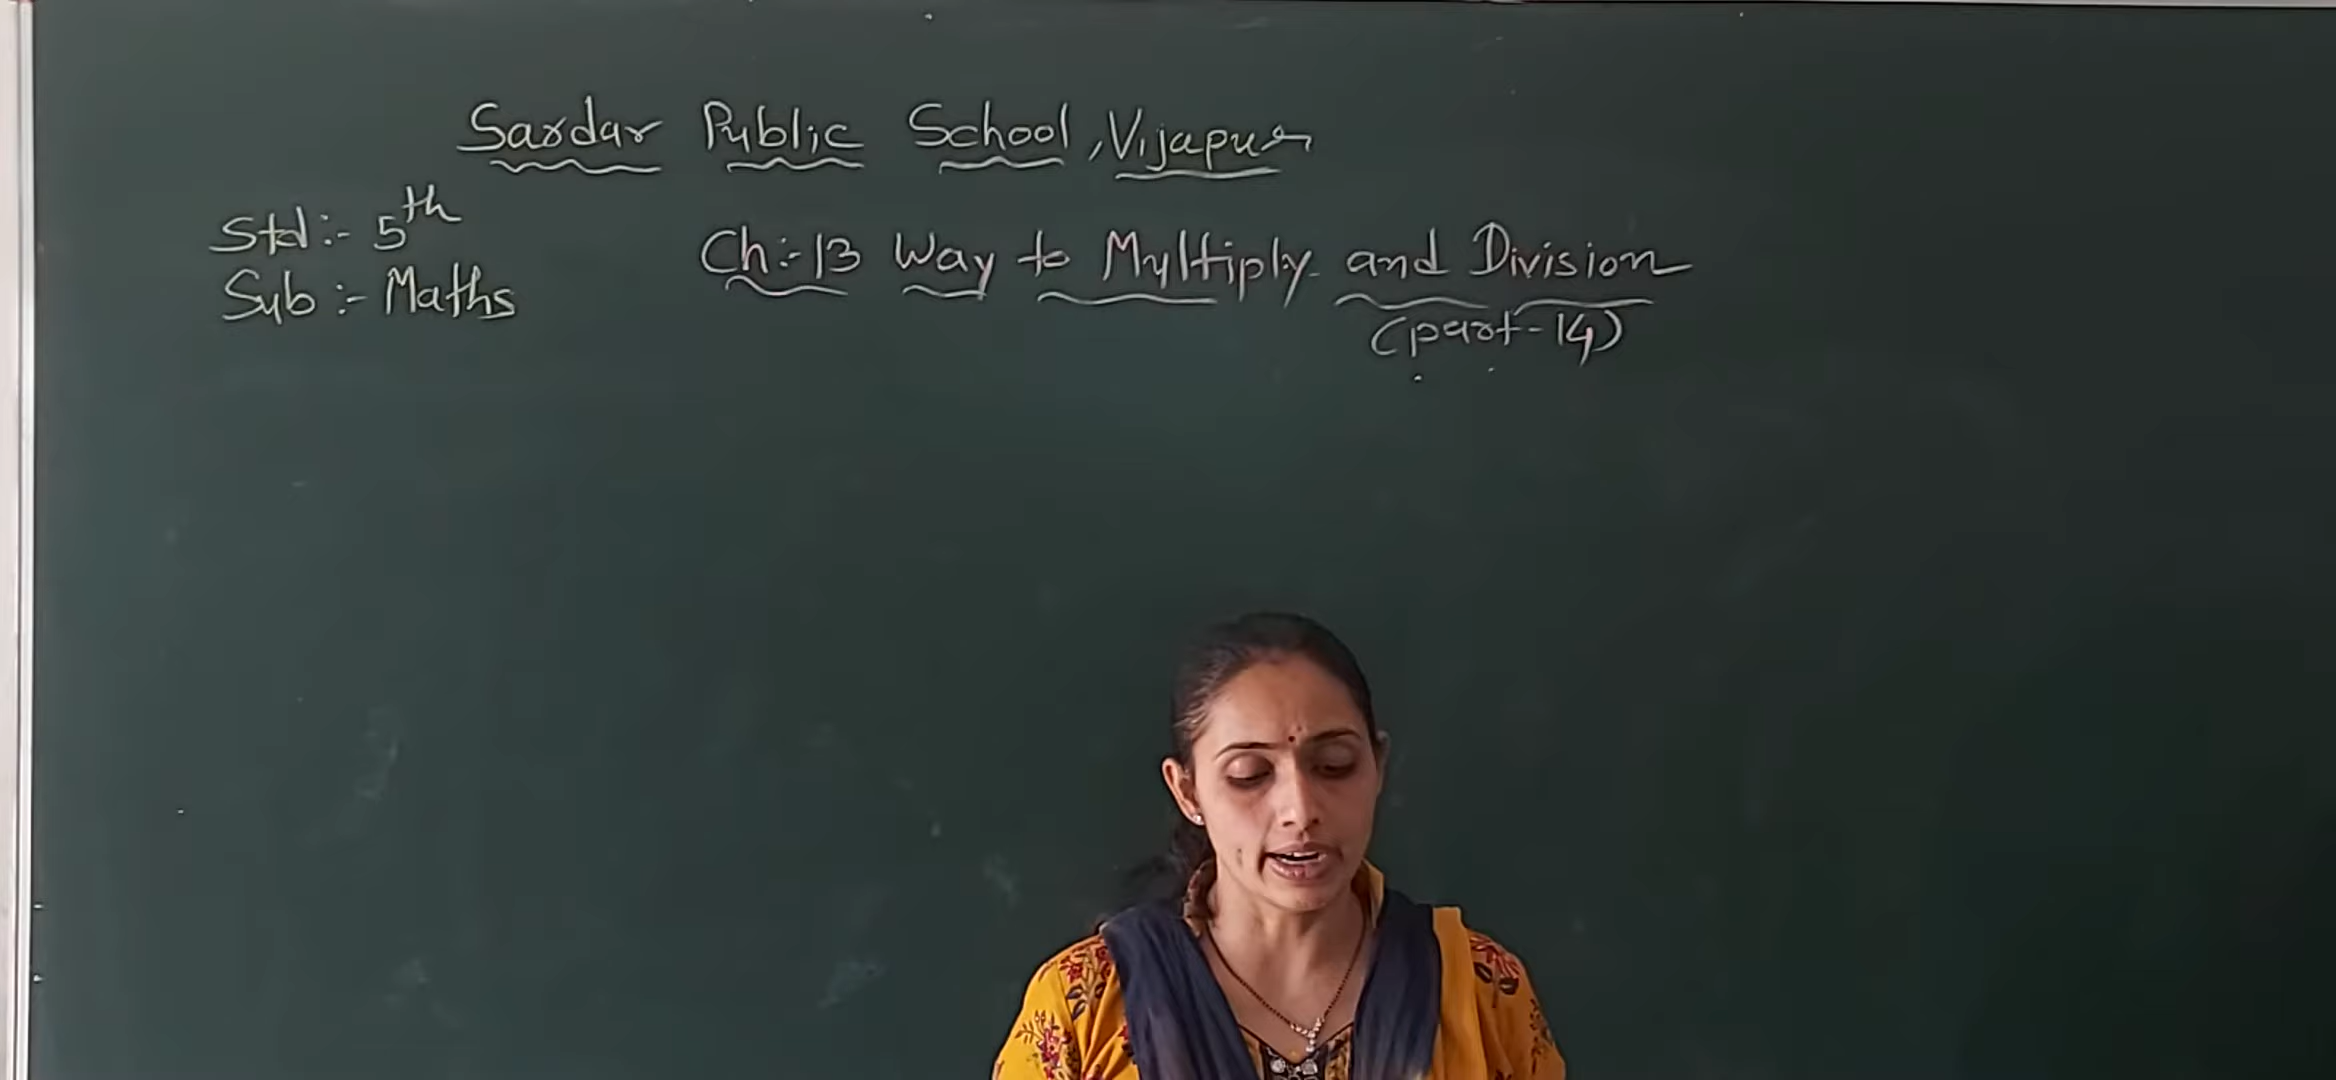 Sardar Public School, Vijapur
Std :- 5th
Sub :- Maths
Ch :- 13 Way to Multiply and Division
(part - 14)